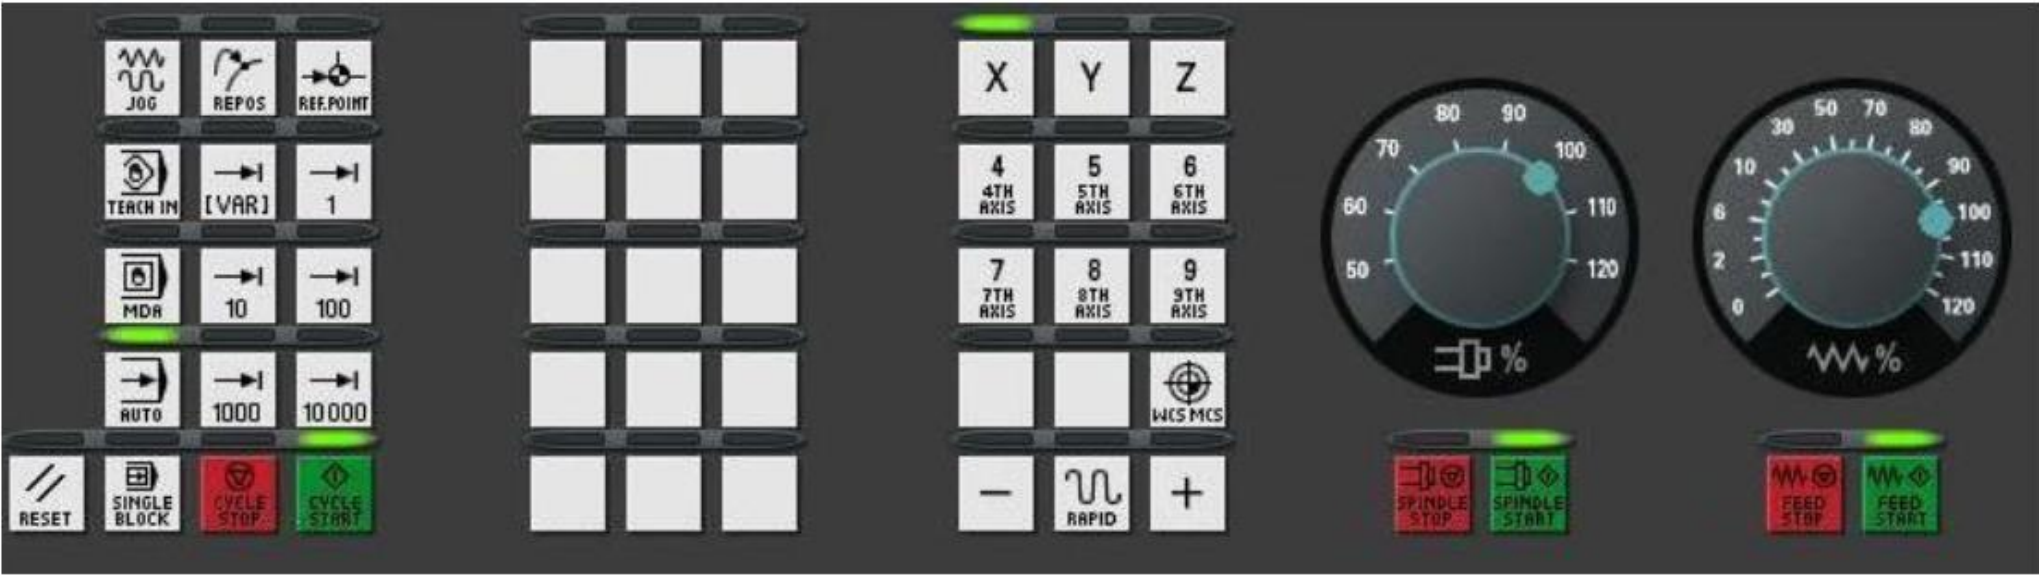 JOG
REPOS
REF.POINT
TEACH IN
[VAR]
1
MDA
10
100
AUTO
1000
10000
RESET
SINGLE
BLOCK
CYCLE
STOP
CYCLE
START
X
Y
Z
4
4TH
AXIS
5
5TH
AXIS
6
6TH
AXIS
7
7TH
AXIS
8
8TH
AXIS
9
9TH
AXIS
WCS MCS
−
RAPID
+
50
60
70
80
90
100
110
120
%
SPINDLE
STOP
SPINDLE
START
0
2
6
10
30
50
70
80
90
100
110
120
%
FEED
STOP
FEED
START